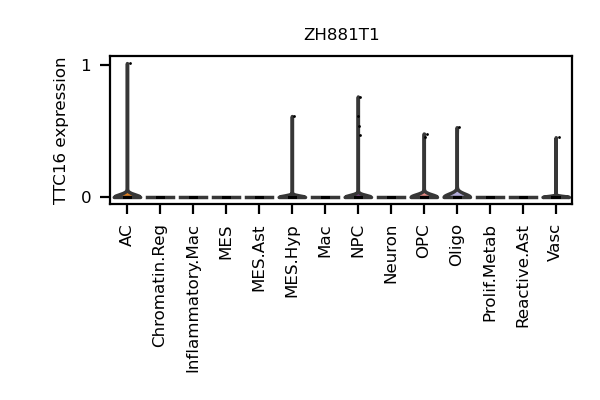 ZH881T1
TTC16 expression
1
0
AC
Chromatin.Reg
Inflammatory.Mac
MES
MES.Ast
MES.Hyp
Mac
NPC
Neuron
OPC
Oligo
Prolif.Metab
Reactive.Ast
Vasc